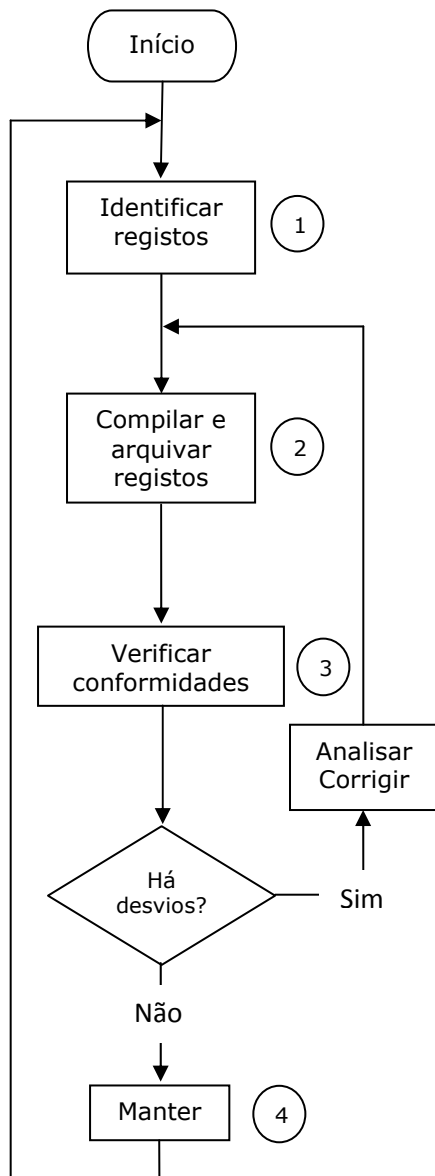 Início
Identificar
registos
1
Compilar e
arquivar
registos
2
Verificar
conformidades
3
Analisar
Corrigir
Há
desvios?
Sim
Não
Manter
4